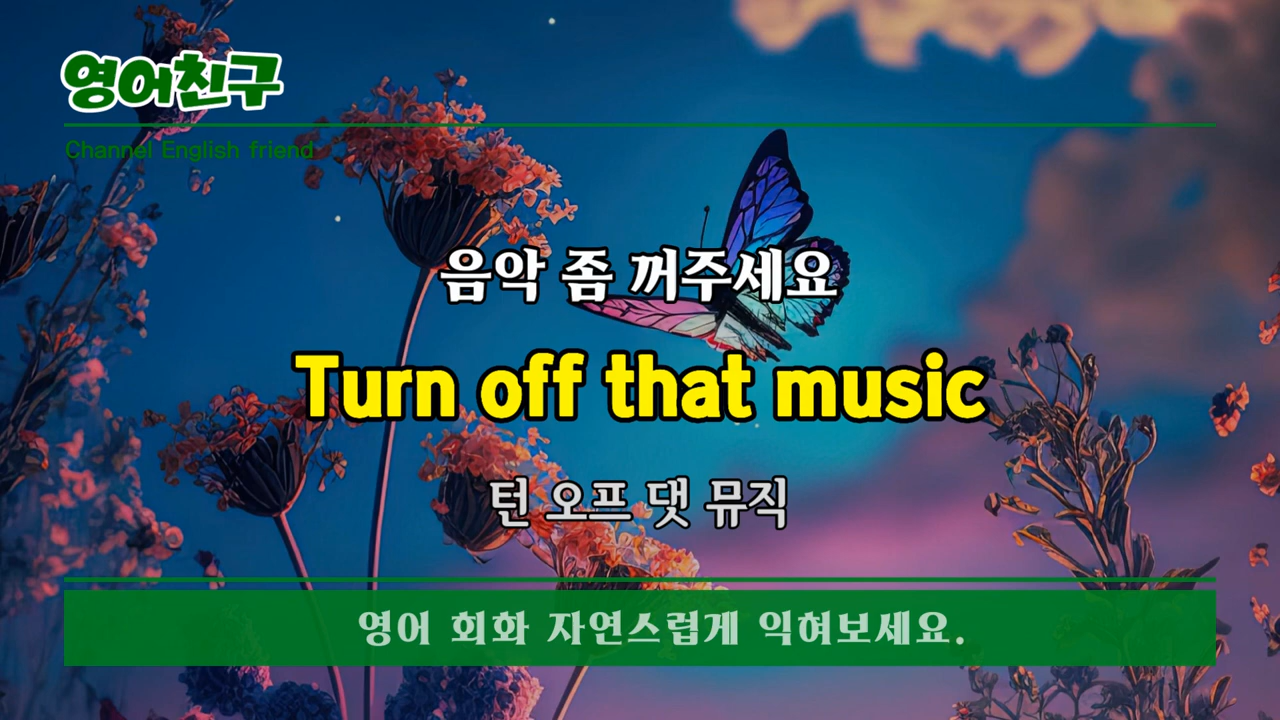 영어친구
Channel English friend
음악 좀 꺼주세요
Turn off that music
턴 오프 댓 뮤직
영어 회화 자연스럽게 익혀보세요.